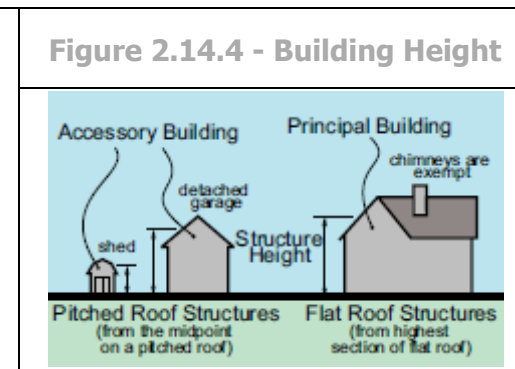 Figure 2.14.4 - Building Height
Accessory Building
Principal Building
chimneys are
exempt
detached
garage
shed
Structure
Height
Pitched Roof Structures
(from the midpoint
on a pitched roof)
Flat Roof Structures
(from highest
section of flat roof)